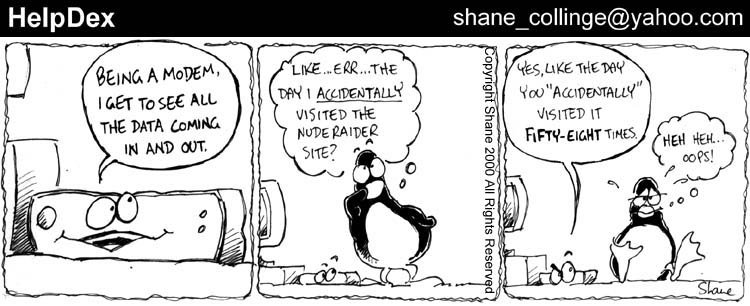 HelpDex
shane_collinge@yahoo.com
BEING A MODEM,
I GET TO SEE ALL
THE DATA COMING
IN AND OUT.
LIKE...ERR...THE
DAY I ACCIDENTALLY
VISITED THE
NUDERAIDER
SITE?
Copyright Shane 2000 All Rights Reserved
YES, LIKE THE DAY
YOU "ACCIDENTALLY"
VISITED IT
FIFTY-EIGHT TIMES.
HEH HEH...
OOPS!
Shane